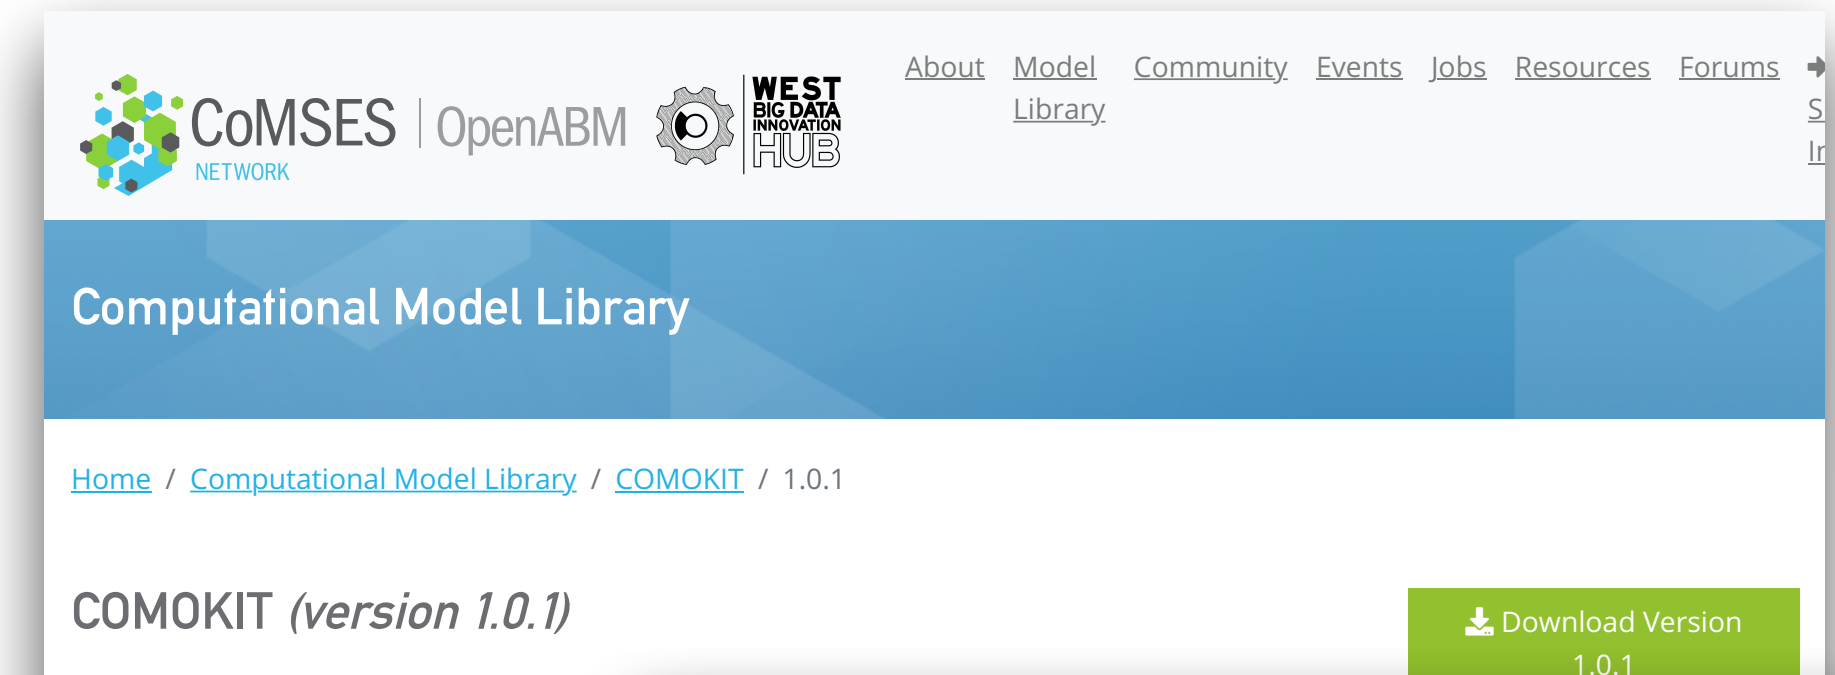 CoMSES | OpenABM
NETWORK
WEST
BIG DATA
INNOVATION
HUB
About Model Library Community Events Jobs Resources Forums
Computational Model Library
Home / Computational Model Library / COMOKIT / 1.0.1
COMOKIT (version 1.0.1)
Download Version
1.0.1